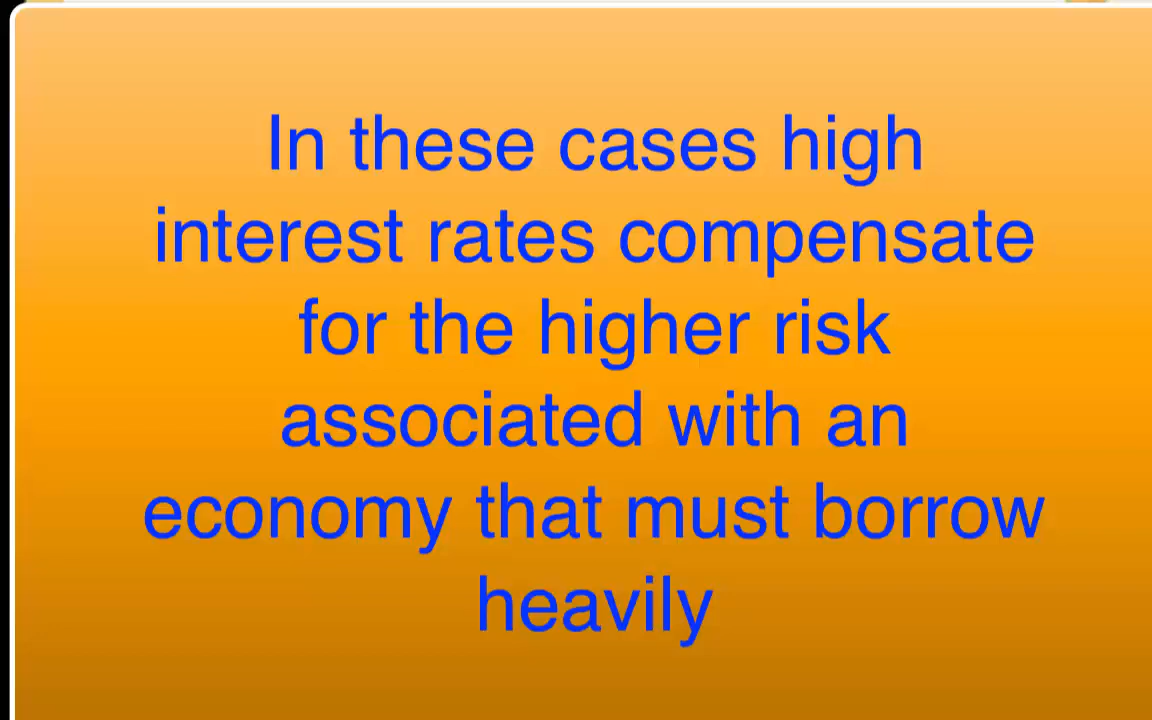 In these cases high
interest rates compensate
for the higher risk
associated with an
economy that must borrow
heavily